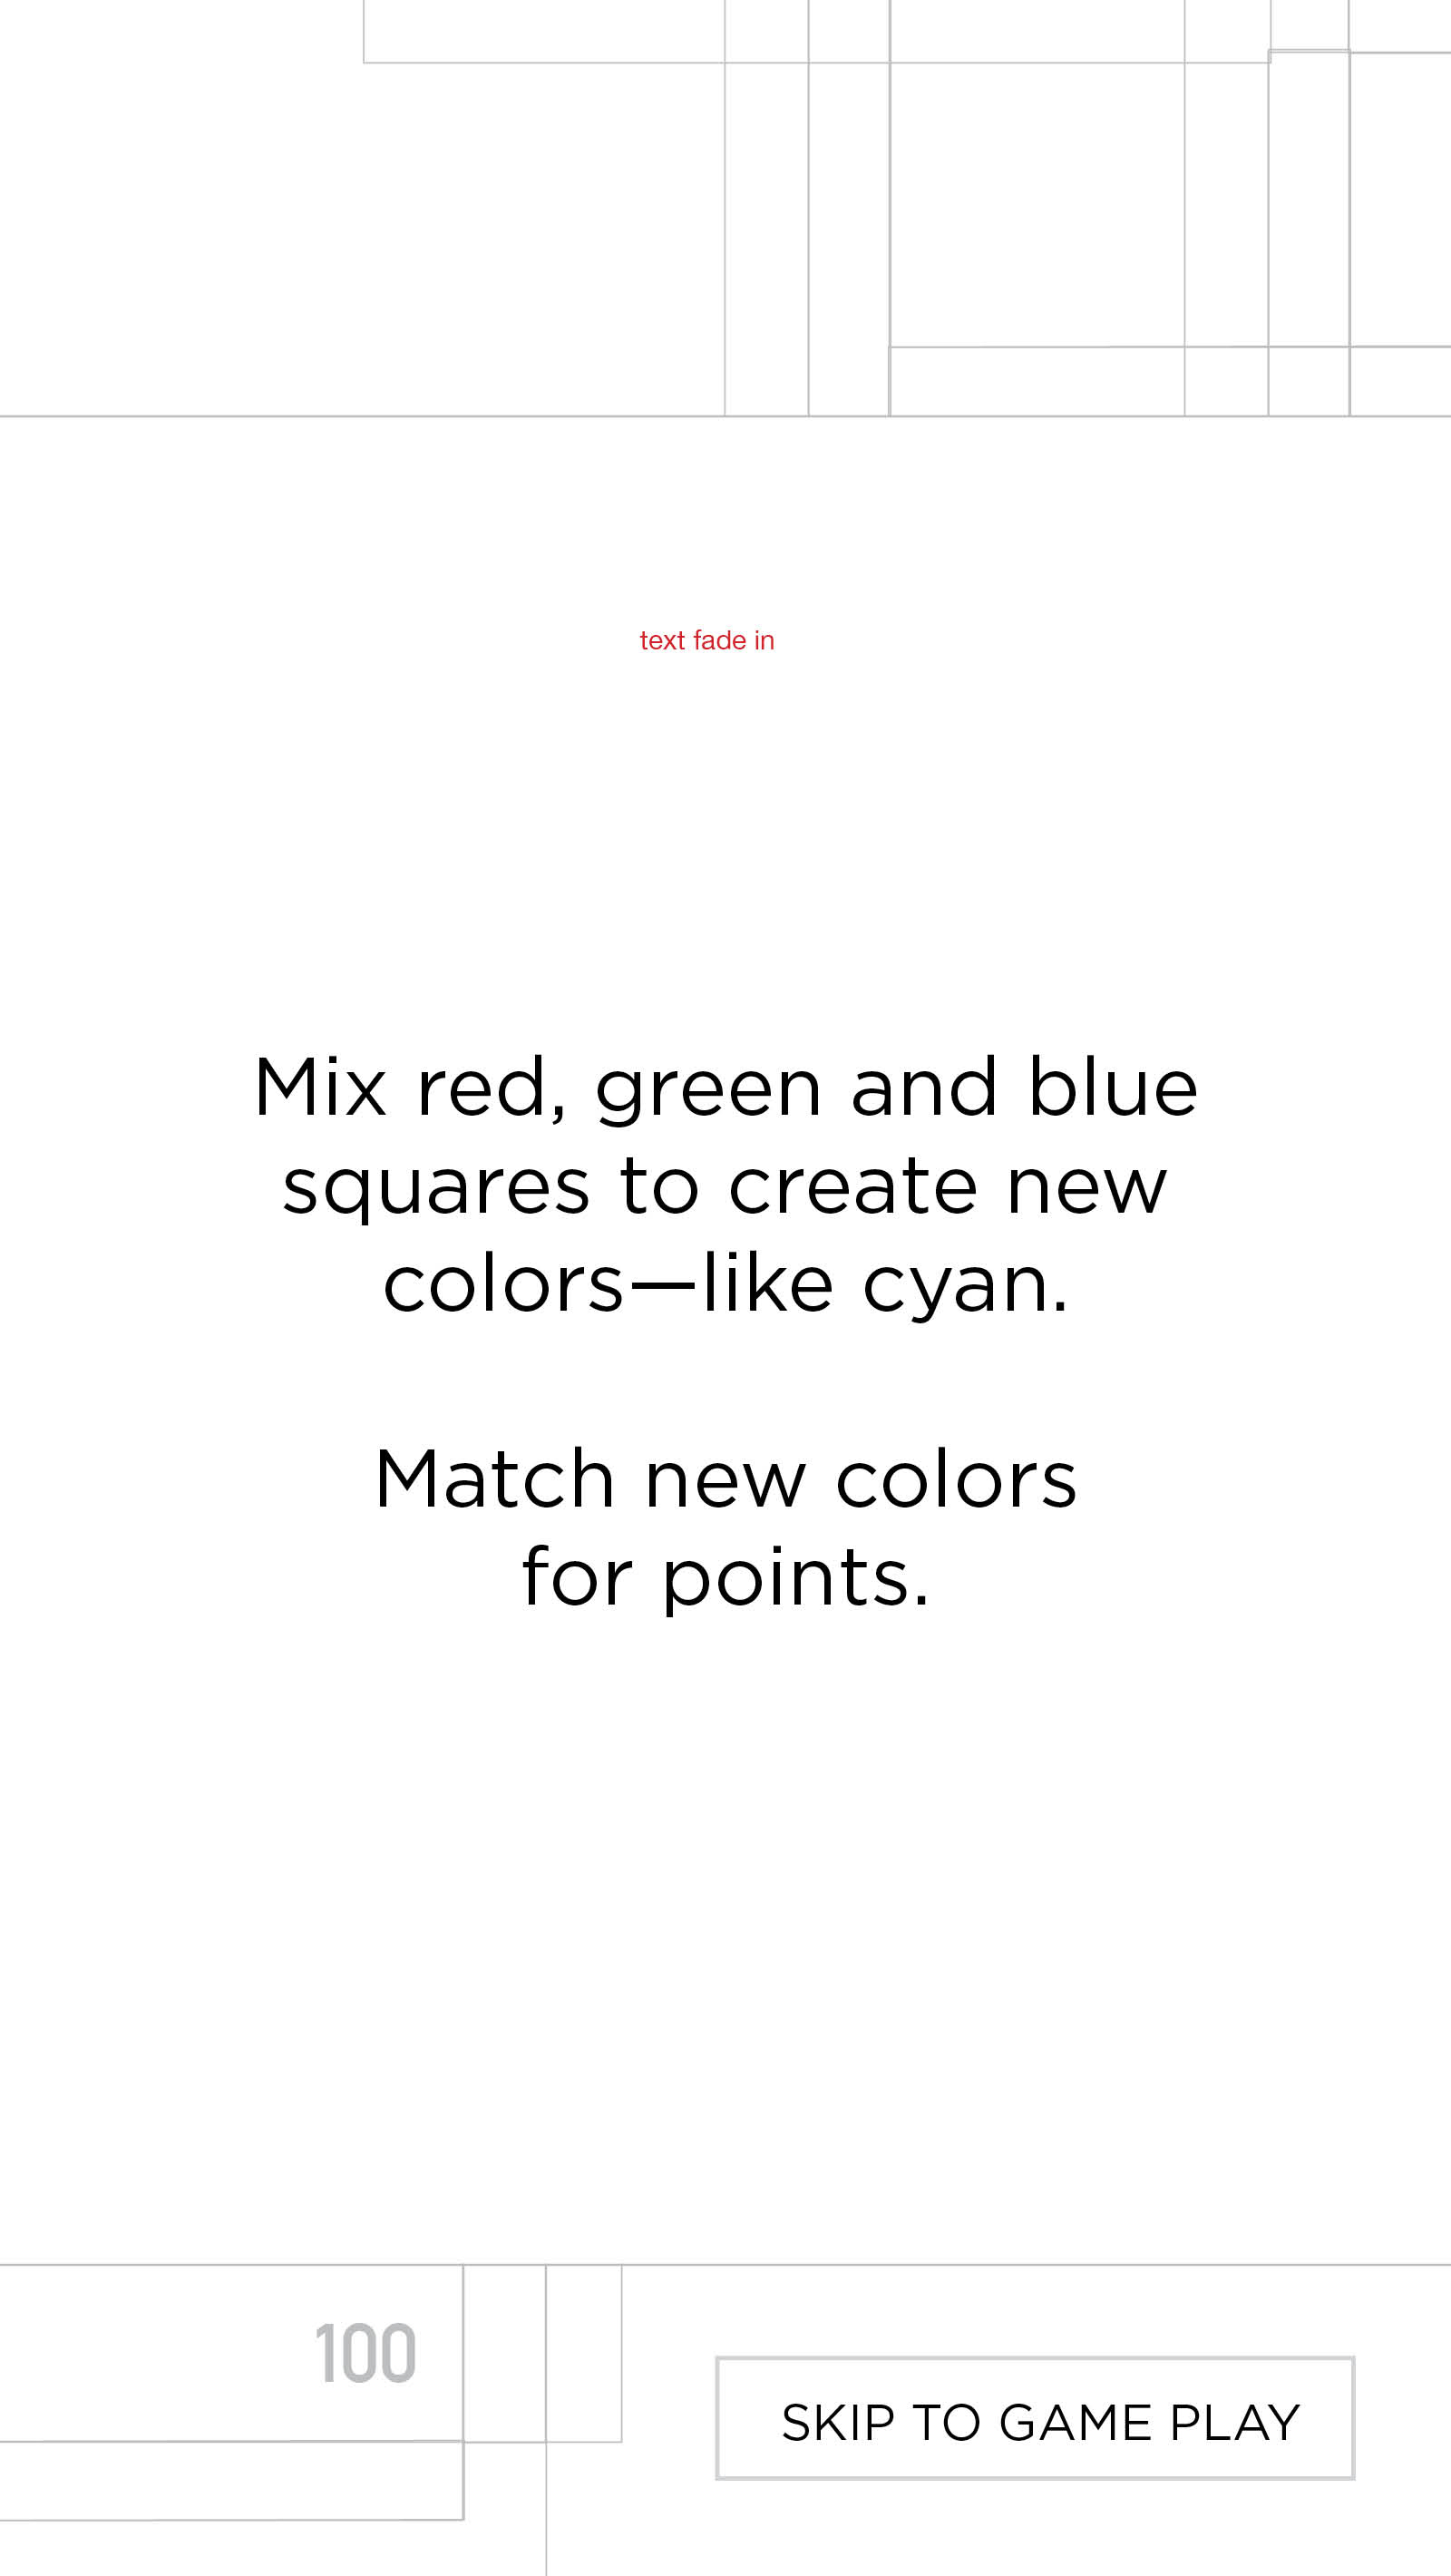 text fade in
Mix red, green and blue
squares to create new
colors—like cyan.
Match new colors
for points.
100
SKIP TO GAME PLAY